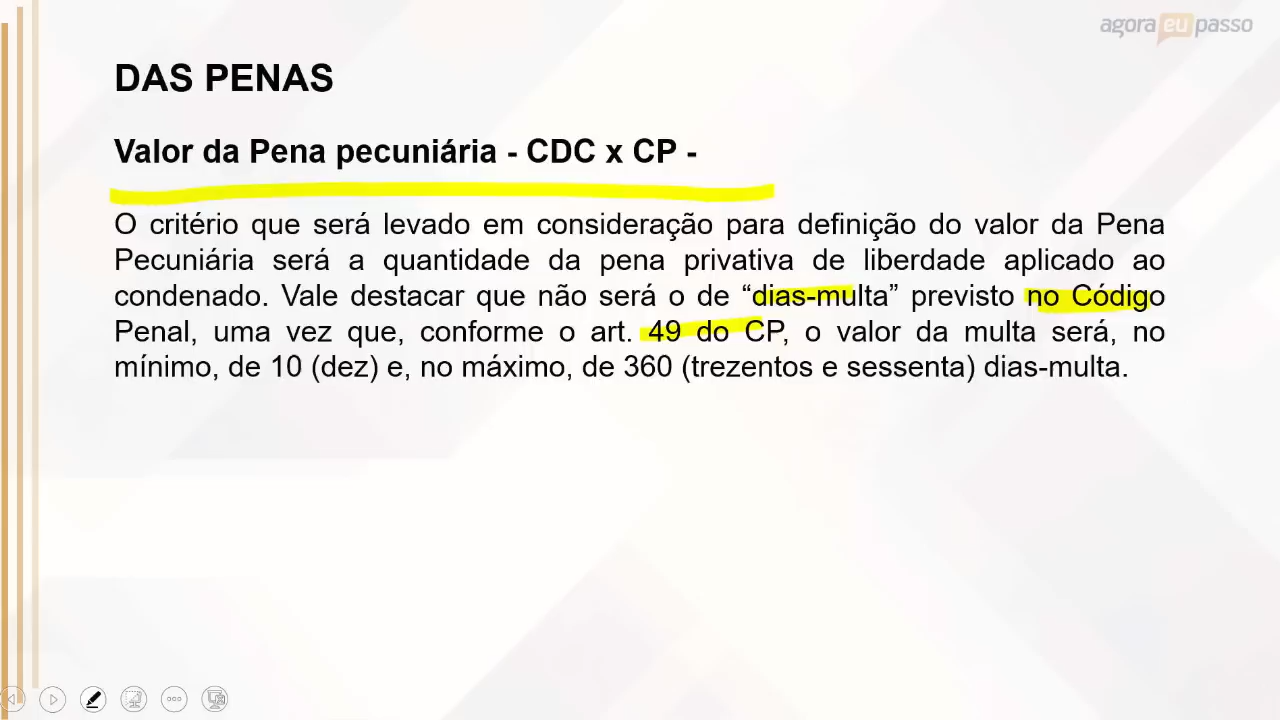 agora eu passo
DAS PENAS
Valor da Pena pecuniária - CDC x CP -
O critério que será levado em consideração para definição do valor da Pena
Pecuniária será a quantidade da pena privativa de liberdade aplicado ao
condenado. Vale destacar que não será o de “dias-multa” previsto no Código
Penal, uma vez que, conforme o art. 49 do CP, o valor da multa será, no
mínimo, de 10 (dez) e, no máximo, de 360 (trezentos e sessenta) dias-multa.